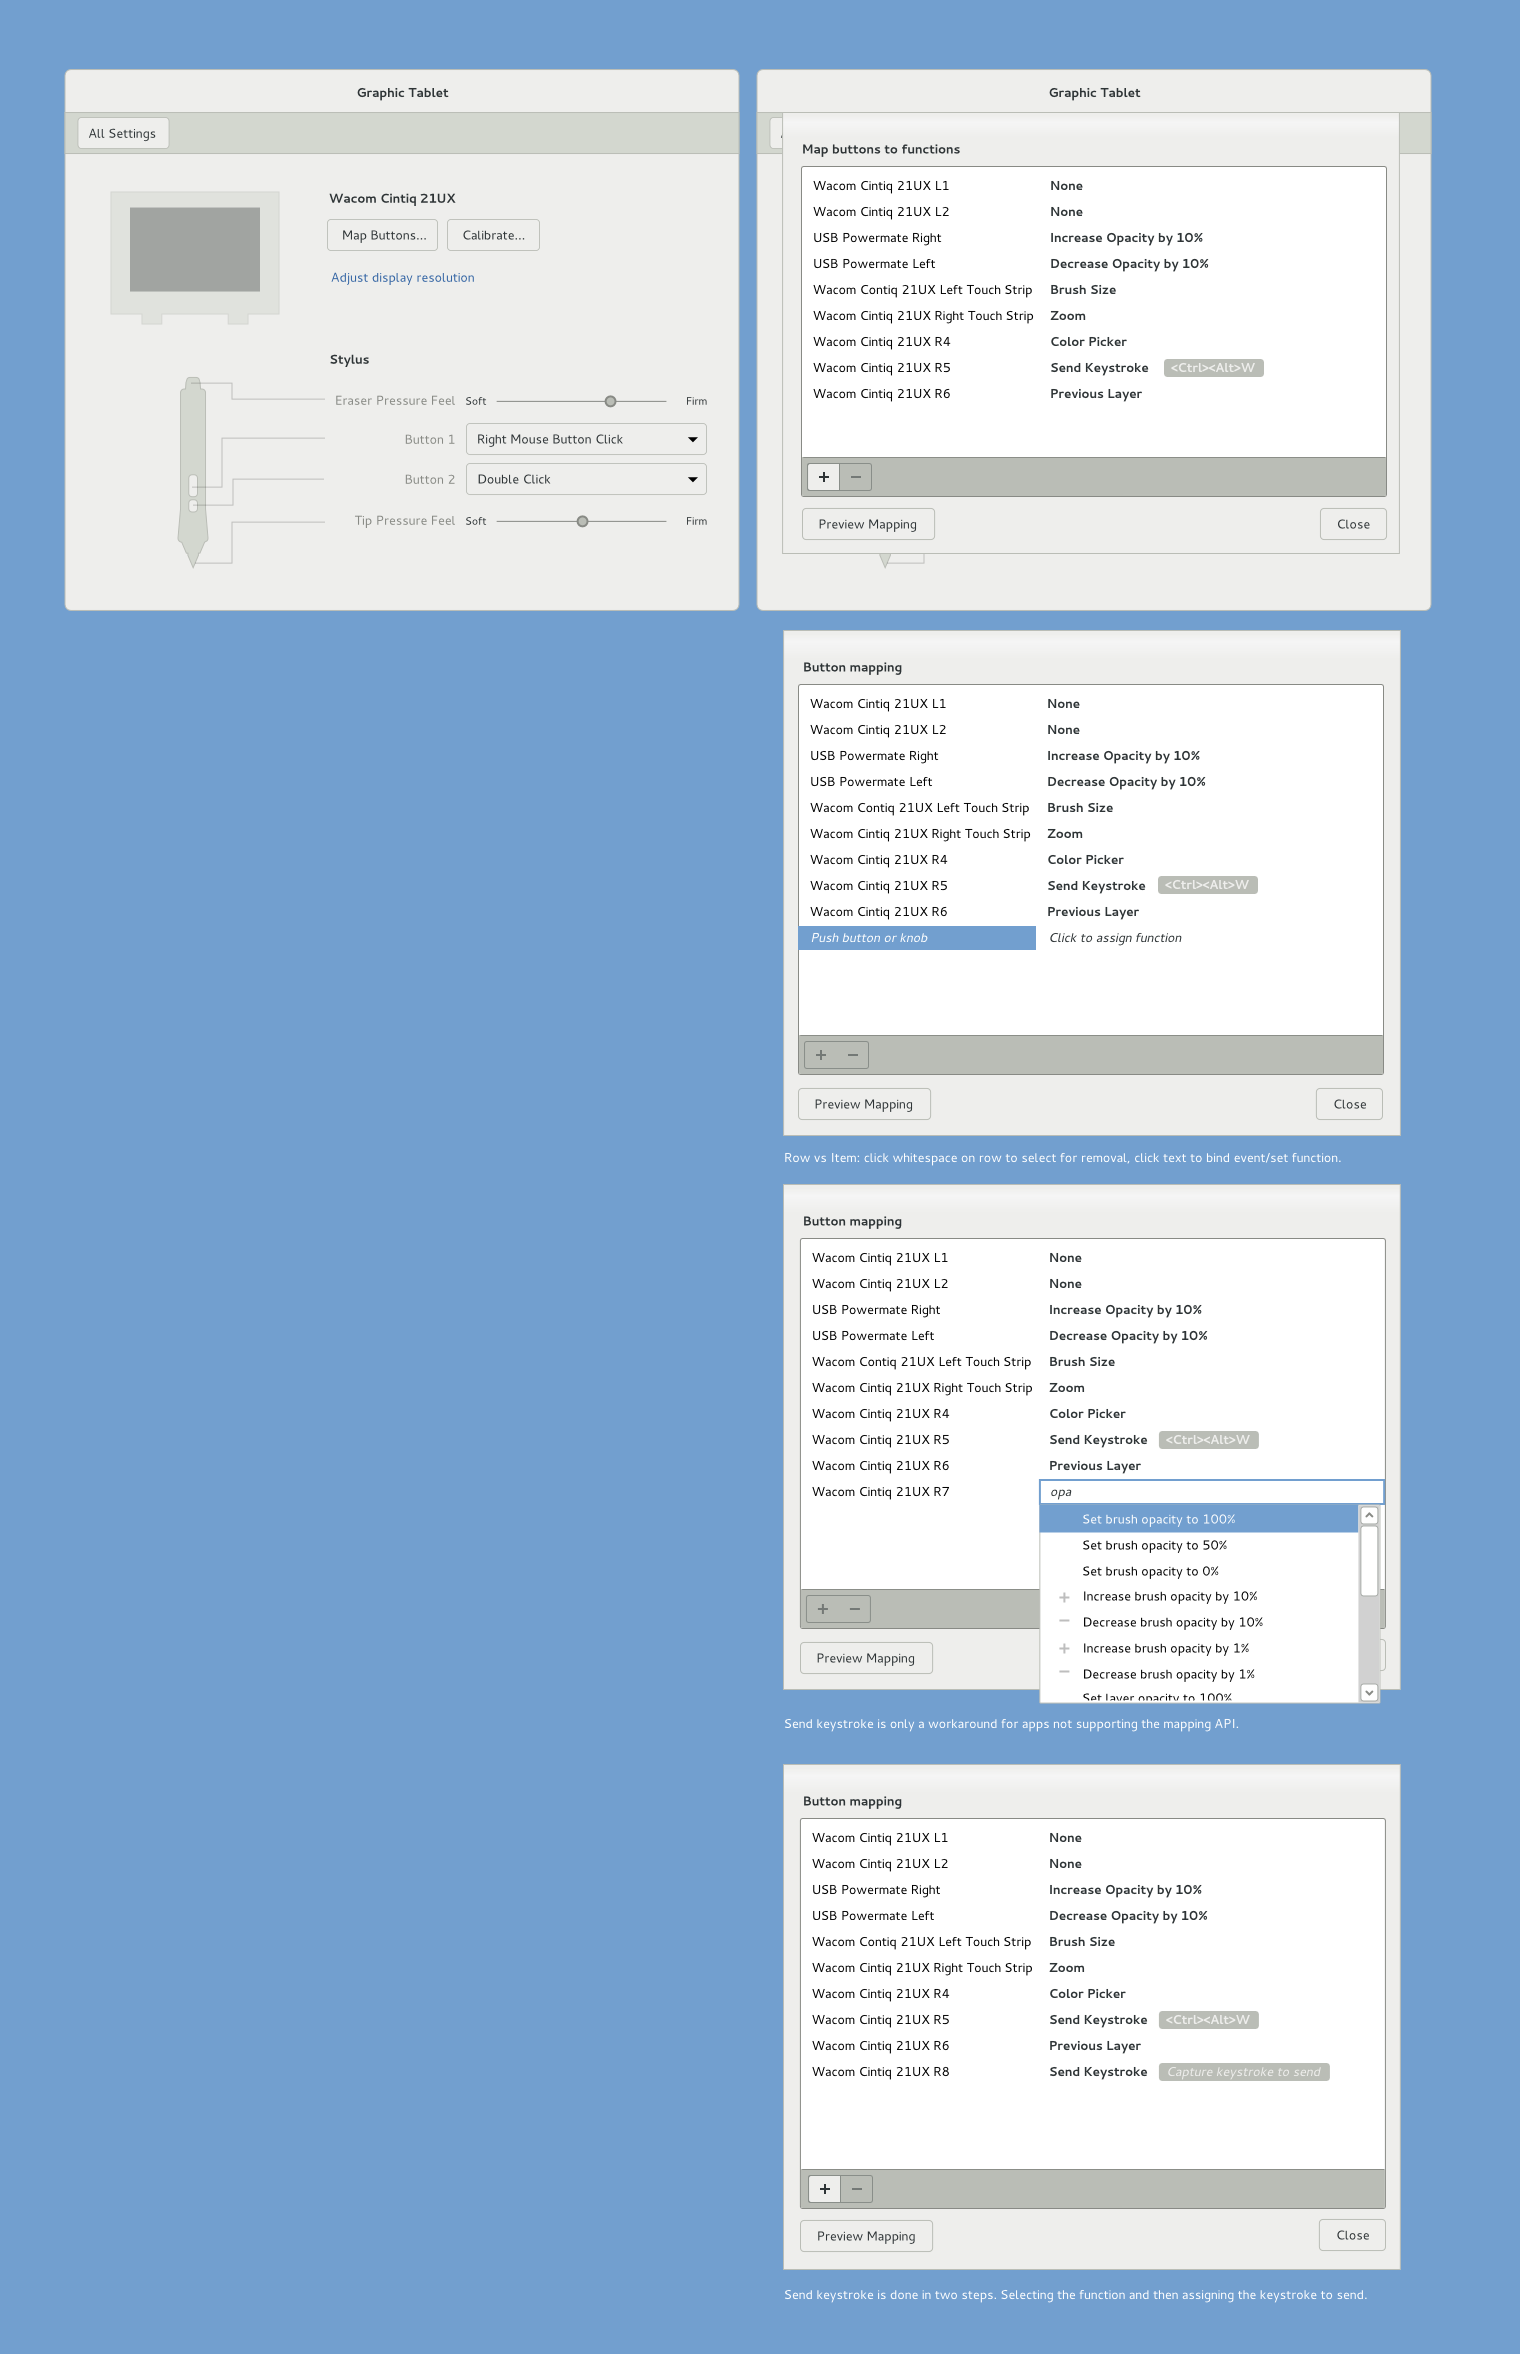 Graphic Tablet
All Settings
Wacom Cintiq 21UX
Map Buttons...
Calibrate...
Adjust display resolution
Stylus
Eraser Pressure Feel Soft Firm
Button 1 Right Mouse Button Click
Button 2 Double Click
Tip Pressure Feel Soft Firm
Graphic Tablet
Map buttons to functions
Wacom Cintiq 21UX L1 None
Wacom Cintiq 21UX L2 None
USB Powermate Right Increase Opacity by 10%
USB Powermate Left Decrease Opacity by 10%
Wacom Contiq 21UX Left Touch Strip Brush Size
Wacom Cintiq 21UX Right Touch Strip Zoom
Wacom Cintiq 21UX R4 Color Picker
Wacom Cintiq 21UX R5 Send Keystroke <Ctrl><Alt>W
Wacom Cintiq 21UX R6 Previous Layer
+ −
Preview Mapping Close
Button mapping
Wacom Cintiq 21UX L1 None
Wacom Cintiq 21UX L2 None
USB Powermate Right Increase Opacity by 10%
USB Powermate Left Decrease Opacity by 10%
Wacom Contiq 21UX Left Touch Strip Brush Size
Wacom Cintiq 21UX Right Touch Strip Zoom
Wacom Cintiq 21UX R4 Color Picker
Wacom Cintiq 21UX R5 Send Keystroke <Ctrl><Alt>W
Wacom Cintiq 21UX R6 Previous Layer
Push button or knob Click to assign function
+ −
Preview Mapping Close
Row vs Item: click whitespace on row to select for removal, click text to bind event/set function.
Button mapping
Wacom Cintiq 21UX L1 None
Wacom Cintiq 21UX L2 None
USB Powermate Right Increase Opacity by 10%
USB Powermate Left Decrease Opacity by 10%
Wacom Contiq 21UX Left Touch Strip Brush Size
Wacom Cintiq 21UX Right Touch Strip Zoom
Wacom Cintiq 21UX R4 Color Picker
Wacom Cintiq 21UX R5 Send Keystroke <Ctrl><Alt>W
Wacom Cintiq 21UX R6 Previous Layer
Wacom Cintiq 21UX R7 opa
Set brush opacity to 100%
Set brush opacity to 50%
Set brush opacity to 0%
+ Increase brush opacity by 10%
− Decrease brush opacity by 10%
+ Increase brush opacity by 1%
− Decrease brush opacity by 1%
Set layer opacity to 100%
+ −
Preview Mapping
Send keystroke is only a workaround for apps not supporting the mapping API.
Button mapping
Wacom Cintiq 21UX L1 None
Wacom Cintiq 21UX L2 None
USB Powermate Right Increase Opacity by 10%
USB Powermate Left Decrease Opacity by 10%
Wacom Contiq 21UX Left Touch Strip Brush Size
Wacom Cintiq 21UX Right Touch Strip Zoom
Wacom Cintiq 21UX R4 Color Picker
Wacom Cintiq 21UX R5 Send Keystroke <Ctrl><Alt>W
Wacom Cintiq 21UX R6 Previous Layer
Wacom Cintiq 21UX R8 Send Keystroke Capture keystroke to send
+ −
Preview Mapping Close
Send keystroke is done in two steps. Selecting the function and then assigning the keystroke to send.